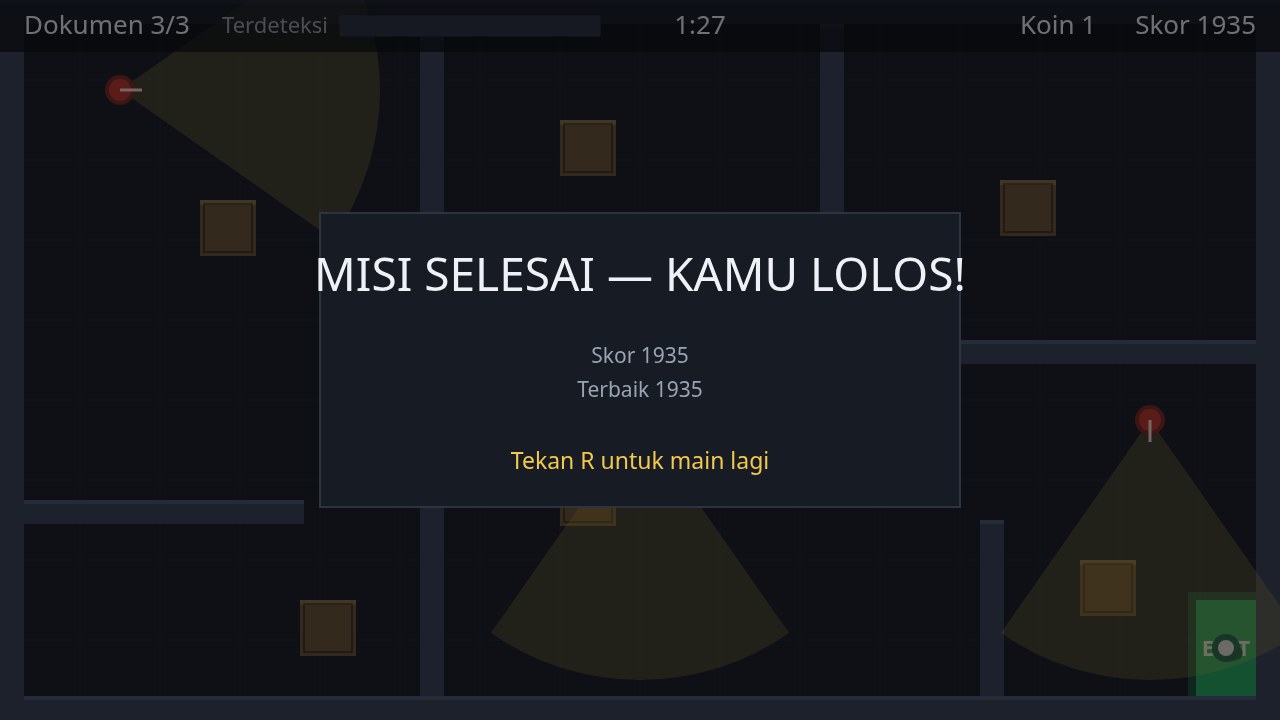 Dokumen 3/3 Terdeteksi 1:27 Koin 1 Skor 1935
MISI SELESAI — KAMU LOLOS!
Skor 1935
Terbaik 1935
Tekan R untuk main lagi